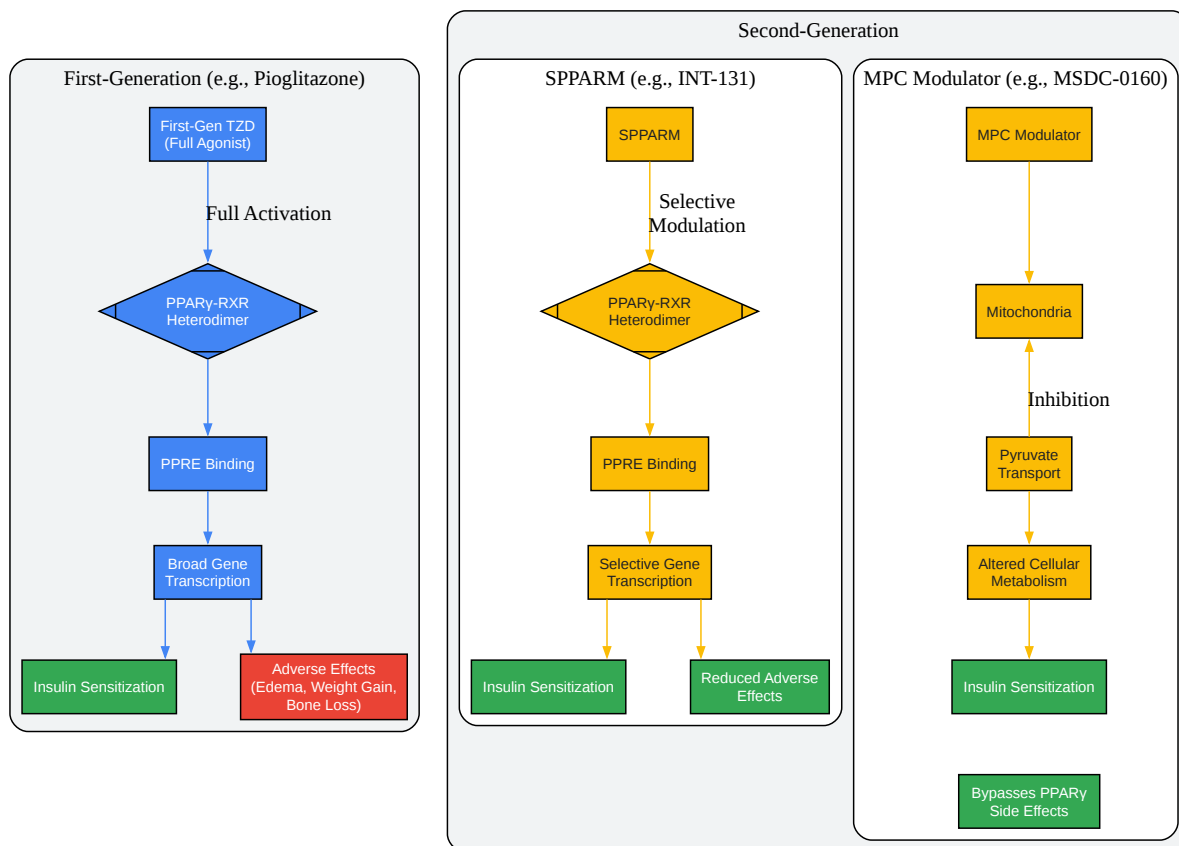 Second-Generation
First-Generation (e.g., Pioglitazone)
First-Gen TZD
(Full Agonist)
Full Activation
PPARγ-RXR
Heterodimer
PPRE Binding
Broad Gene
Transcription
Insulin Sensitization
Adverse Effects
(Edema, Weight Gain,
Bone Loss)
SPPARM (e.g., INT-131)
SPPARM
Selective
Modulation
PPARγ-RXR
Heterodimer
PPRE Binding
Selective Gene
Transcription
Insulin Sensitization
Reduced Adverse
Effects
MPC Modulator (e.g., MSDC-0160)
MPC Modulator
Mitochondria
Inhibition
Pyruvate
Transport
Altered Cellular
Metabolism
Insulin Sensitization
Bypasses PPARγ
Side Effects